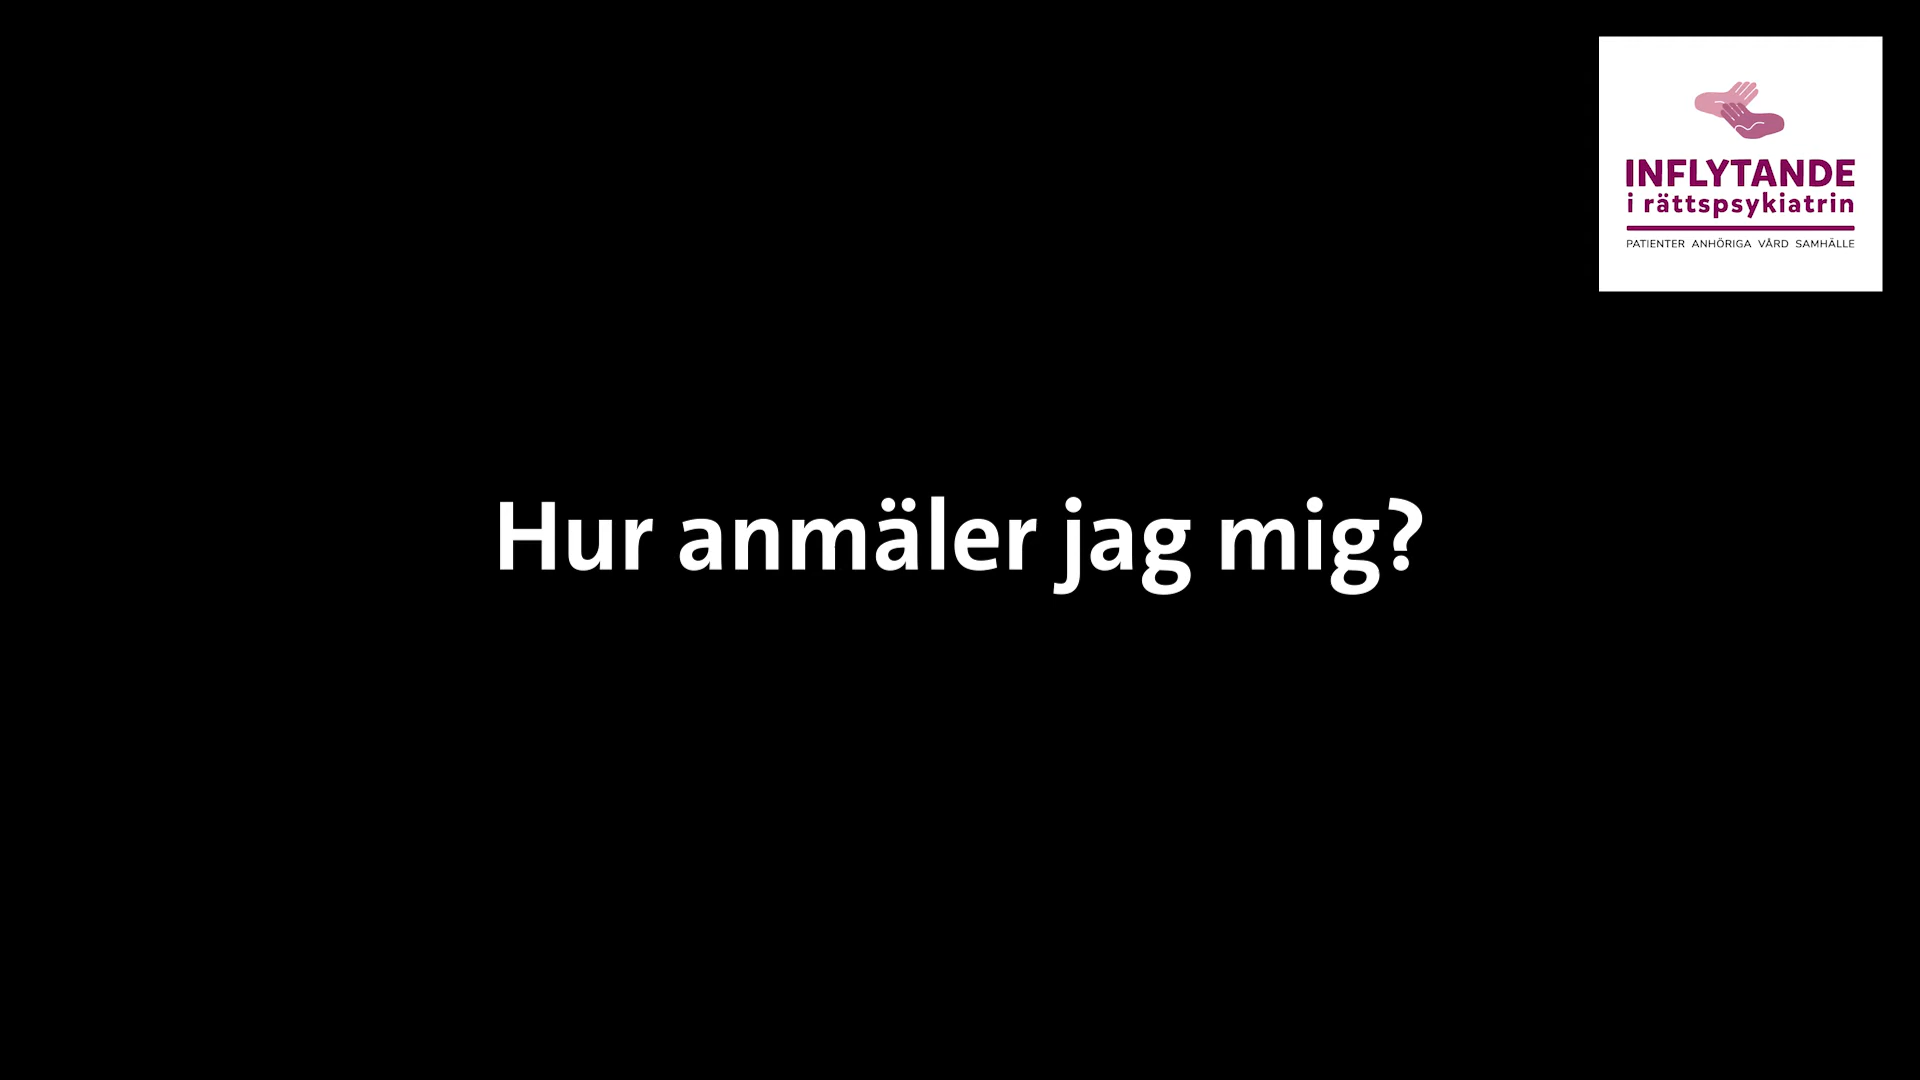 INFLYTANDE
i rättspsykiatrin
PATIENTER ANHÖRIGA VÅRD SAMHÄLLE
Hur anmäler jag mig?